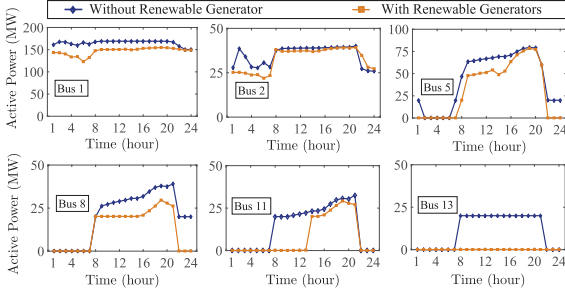 Without Renewable Generator With Renewable Generators
Active Power (MW)
200
150
100
50
0
Bus 1
1 4 8 12 16 20 24
Time (hour)
50
25
0
Bus 2
1 4 8 12 16 20 24
Time (hour)
100
75
50
25
0
Bus 5
1 4 8 12 16 20 24
Time (hour)
Active Power (MW)
50
25
0
Bus 8
1 4 8 12 16 20 24
Time (hour)
50
25
0
Bus 11
1 4 8 12 16 20 24
Time (hour)
50
25
0
Bus 13
1 4 8 12 16 20 24
Time (hour)